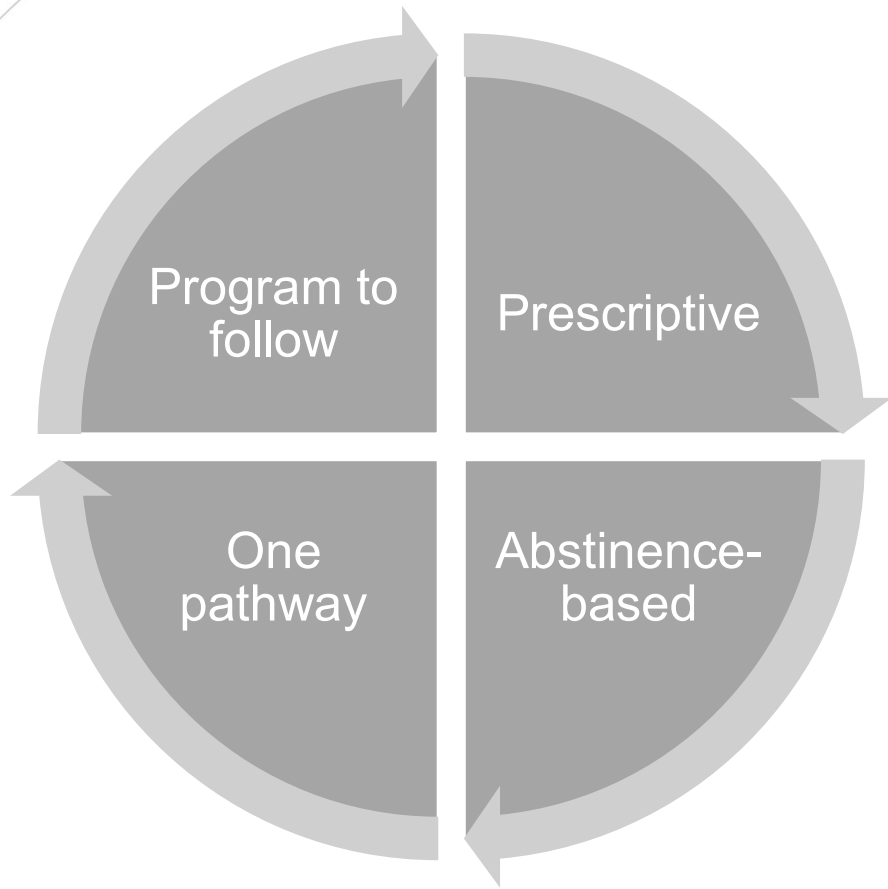 Program to
follow
Prescriptive
One
pathway
Abstinence-
based